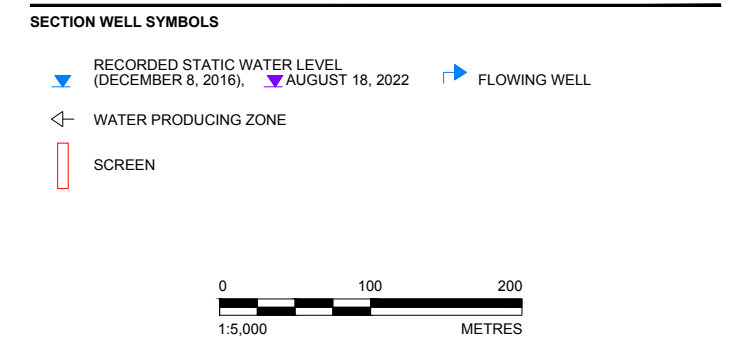 SECTION WELL SYMBOLS
RECORDED STATIC WATER LEVEL
(DECEMBER 8, 2016), AUGUST 18, 2022
FLOWING WELL
WATER PRODUCING ZONE
SCREEN
0 100 200
1:5,000 METRES